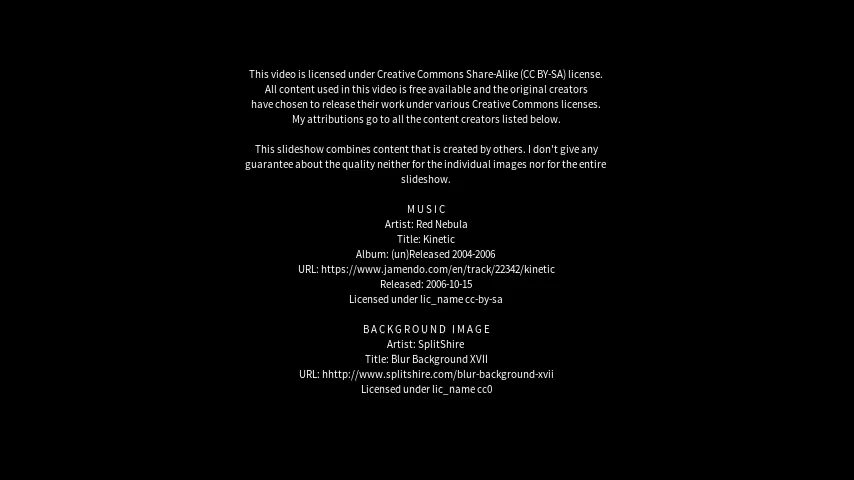 This video is licensed under Creative Commons Share-Alike (CC BY-SA) license.
All content used in this video is free available and the original creators
have chosen to release their work under various Creative Commons licenses.
My attributions go to all the content creators listed below.
This slideshow combines content that is created by others. I don't give any
guarantee about the quality neither for the individual images nor for the entire
slideshow.
MUSIC
Artist: Red Nebula
Title: Kinetic
Album: (un)Released 2004-2006
URL: https://www.jamendo.com/en/track/22342/kinetic
Released: 2006-10-15
Licensed under lic_name cc-by-sa
BACKGROUND IMAGE
Artist: SplitShire
Title: Blur Background XVII
URL: hhttp://www.splitshire.com/blur-background-xvii
Licensed under lic_name cc0